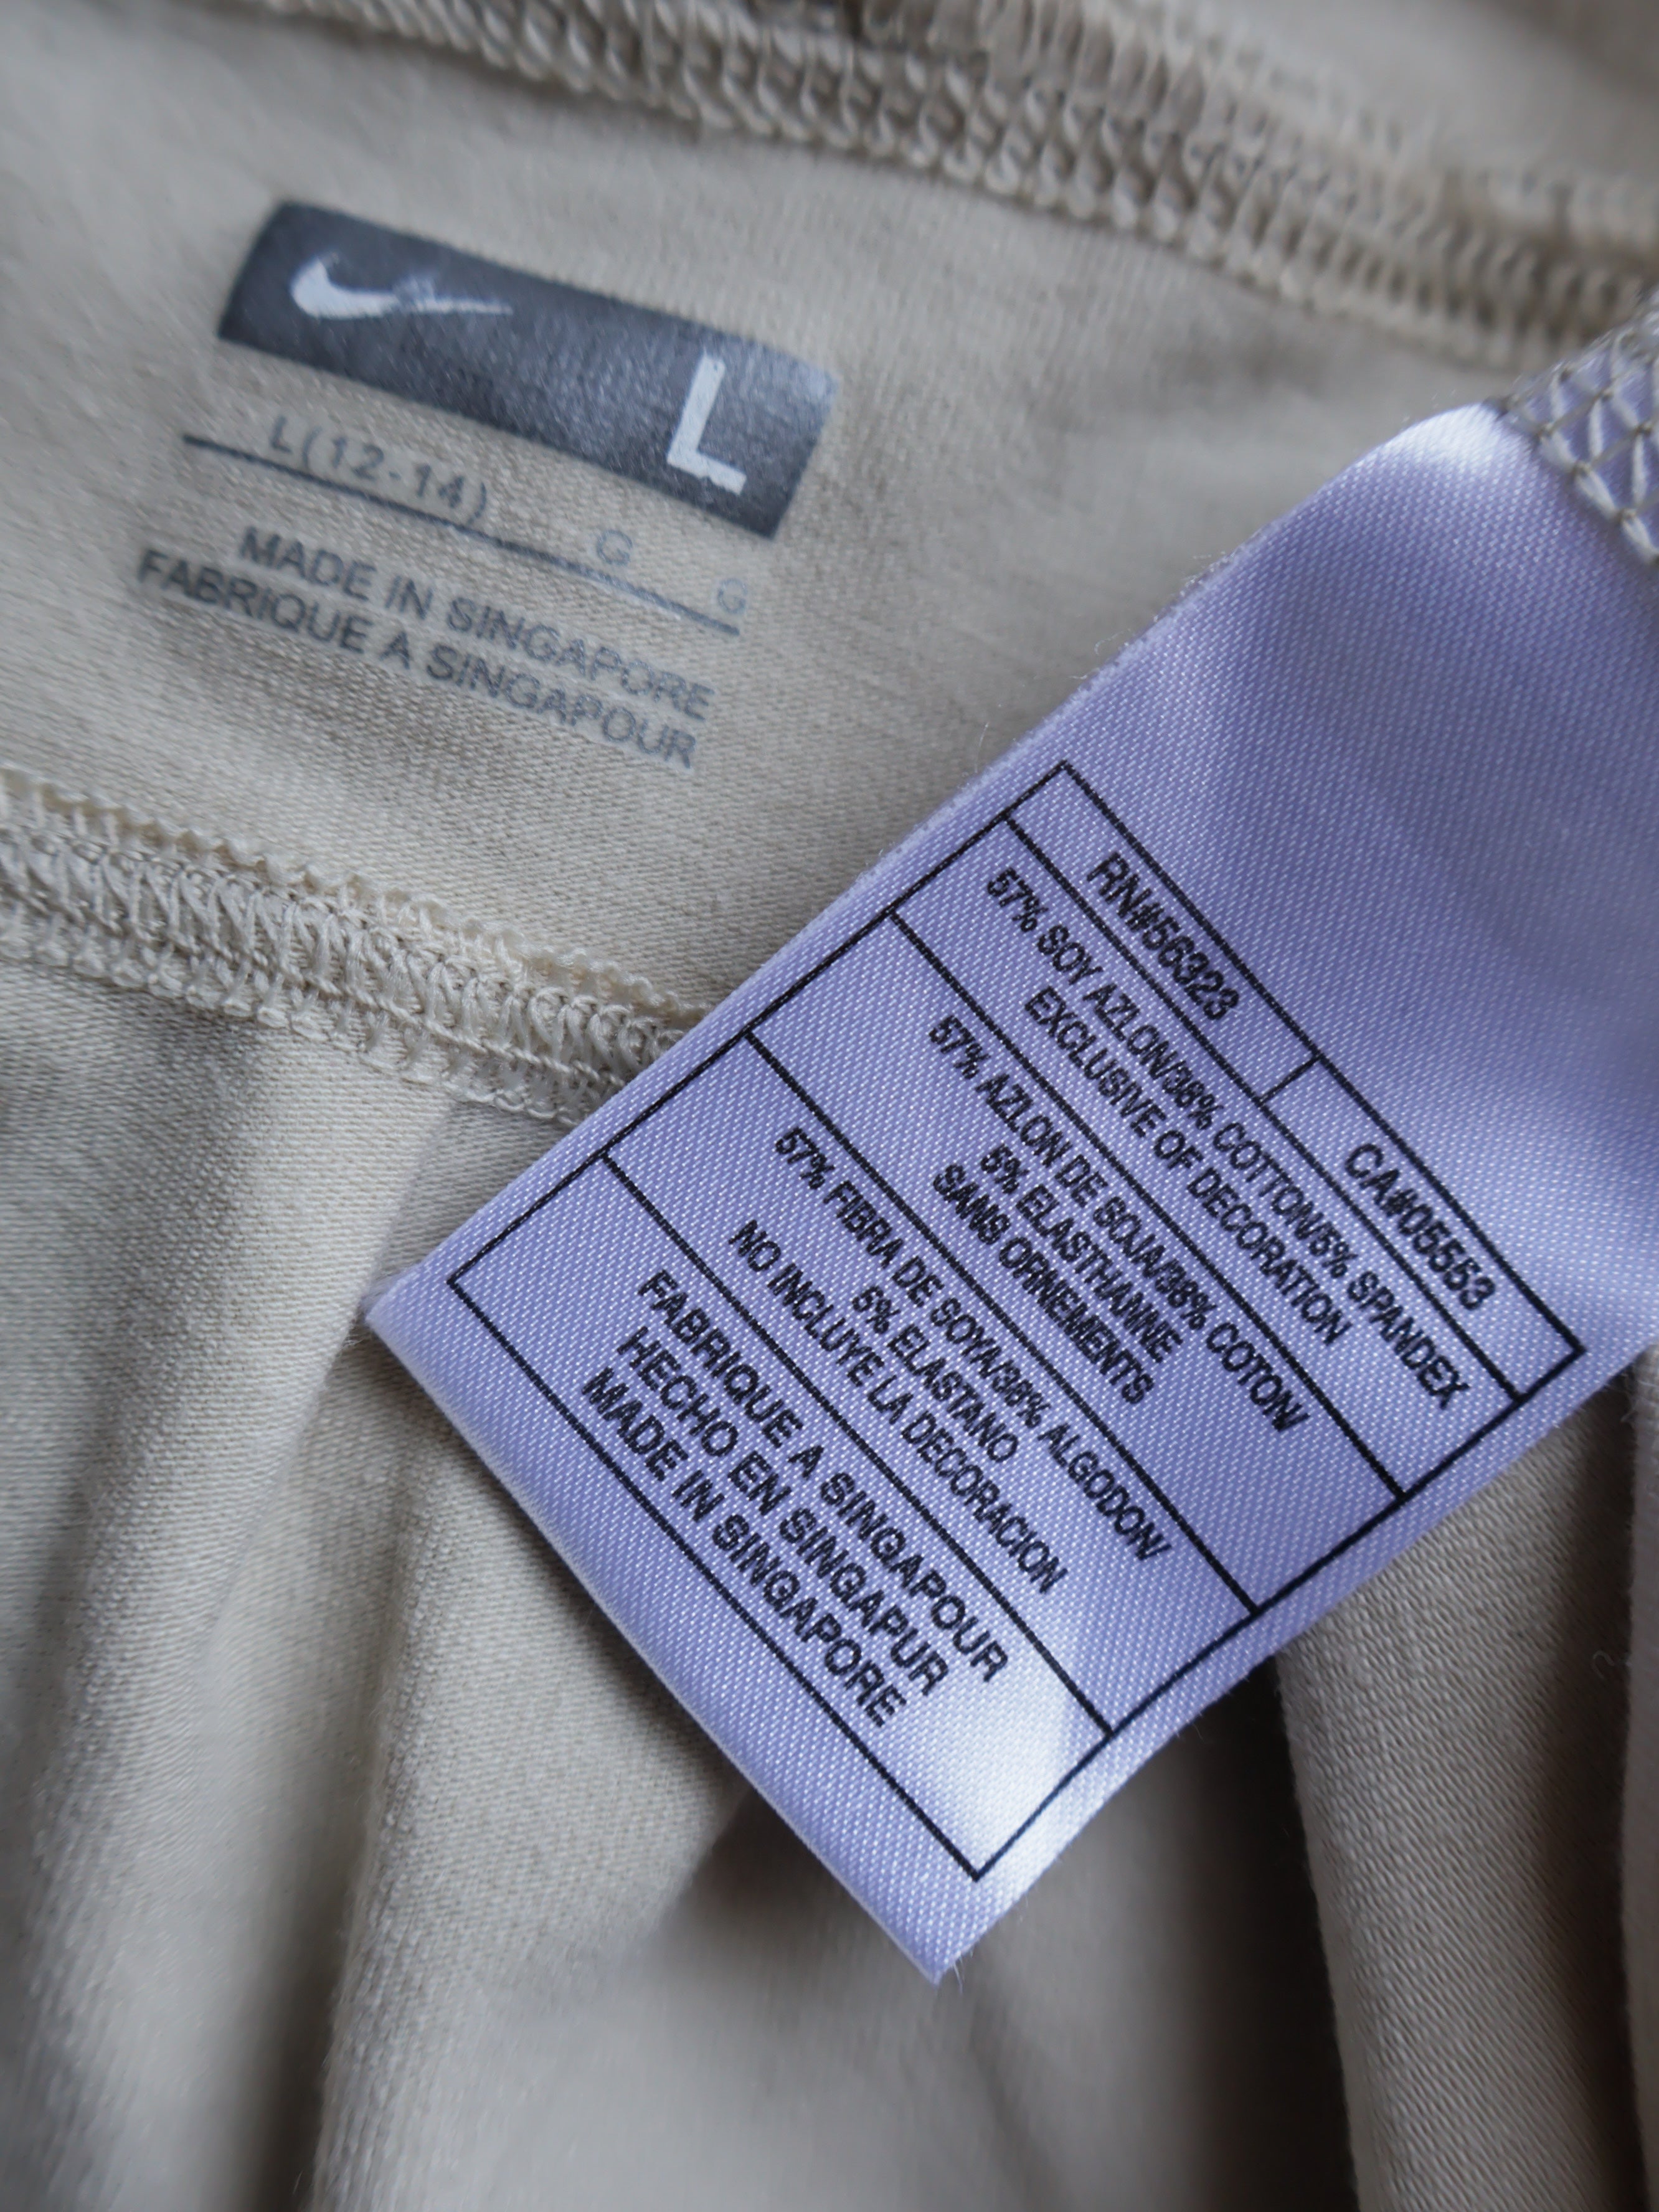 L
L(12-14) G G
MADE IN SINGAPORE
FABRIQUE A SINGAPOUR
RN#56323 CA#05553
57% SOY AZLON/38% COTTON/5% SPANDEX
EXCLUSIVE OF DECORATION
57% AZLON DE SOJA/38% COTON/
5% ELASTHANNE
SANS ORNEMENTS
57% FIBRA DE SOYA/38% ALGODON/
5% ELASTANO
NO INCLUYE LA DECORACION
FABRIQUE A SINGAPOUR
HECHO EN SINGAPUR
MADE IN SINGAPORE